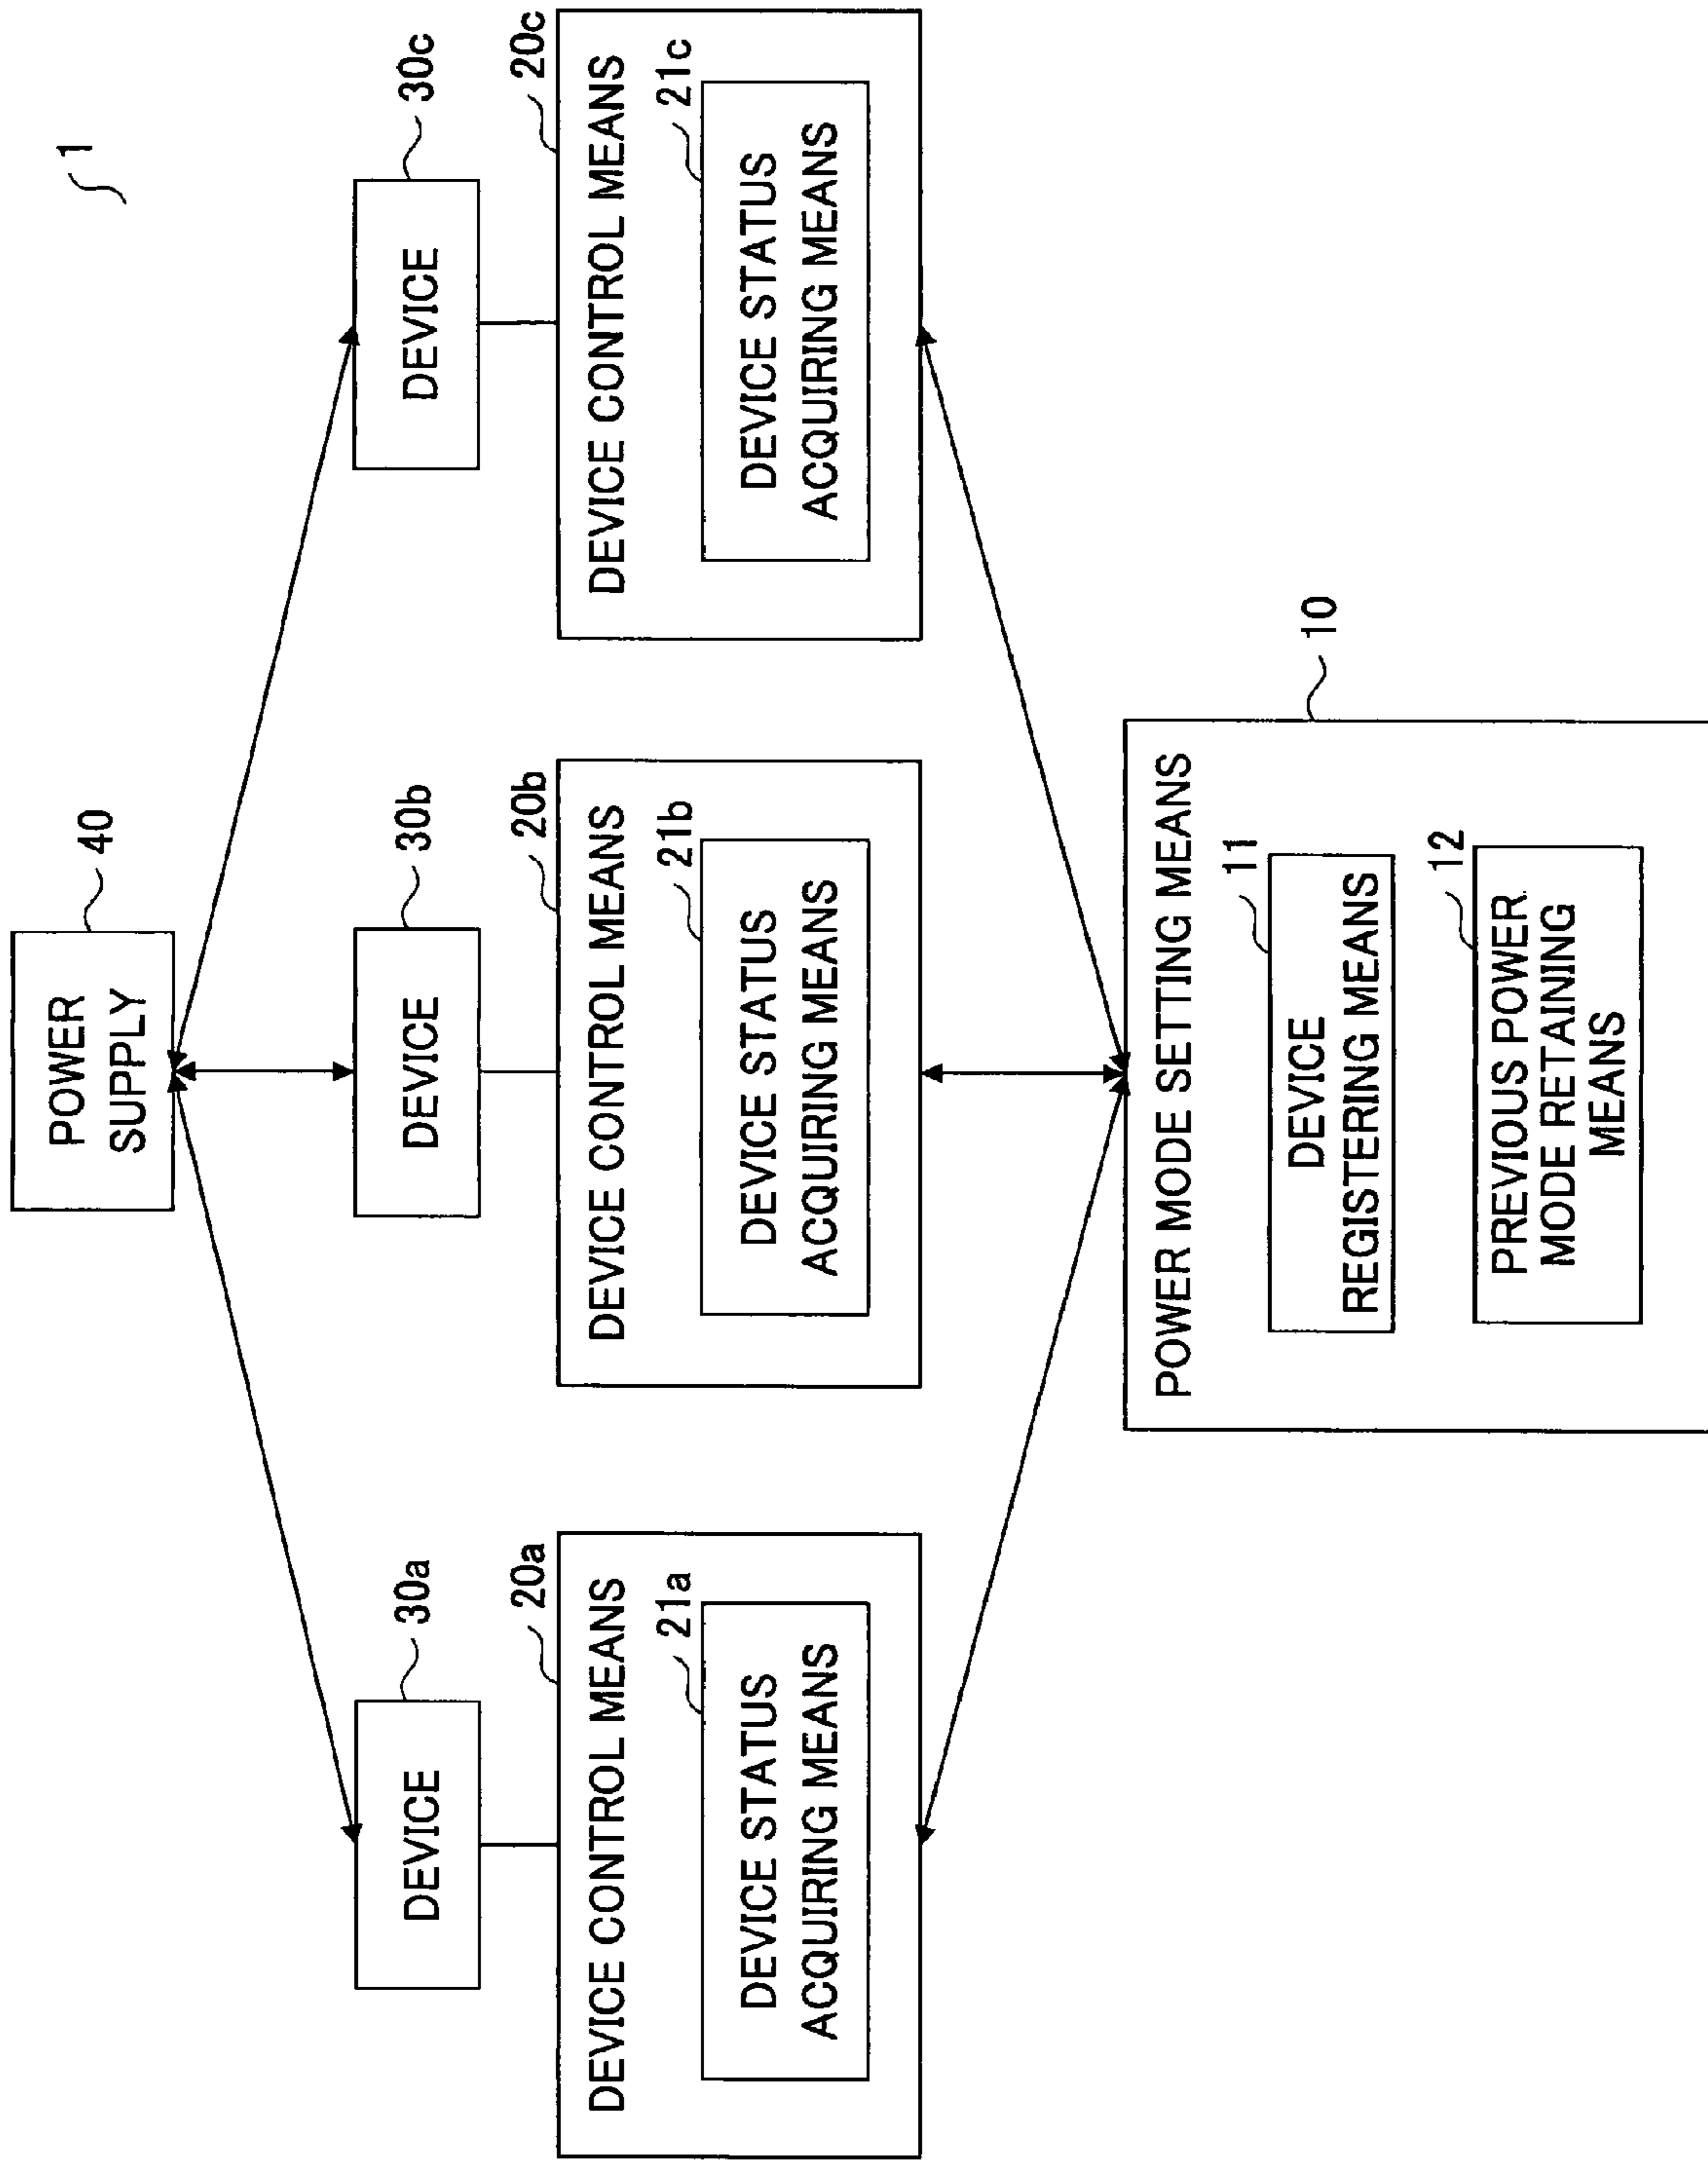 1
POWER
SUPPLY
40
DEVICE
30a
DEVICE
30b
DEVICE
30c
DEVICE CONTROL MEANS
20a
DEVICE STATUS
ACQUIRING MEANS
21a
DEVICE CONTROL MEANS
20b
DEVICE STATUS
ACQUIRING MEANS
21b
DEVICE CONTROL MEANS
20c
DEVICE STATUS
ACQUIRING MEANS
21c
POWER MODE SETTING MEANS
10
DEVICE
REGISTERING MEANS
11
PREVIOUS POWER
MODE RETAINING
MEANS
12